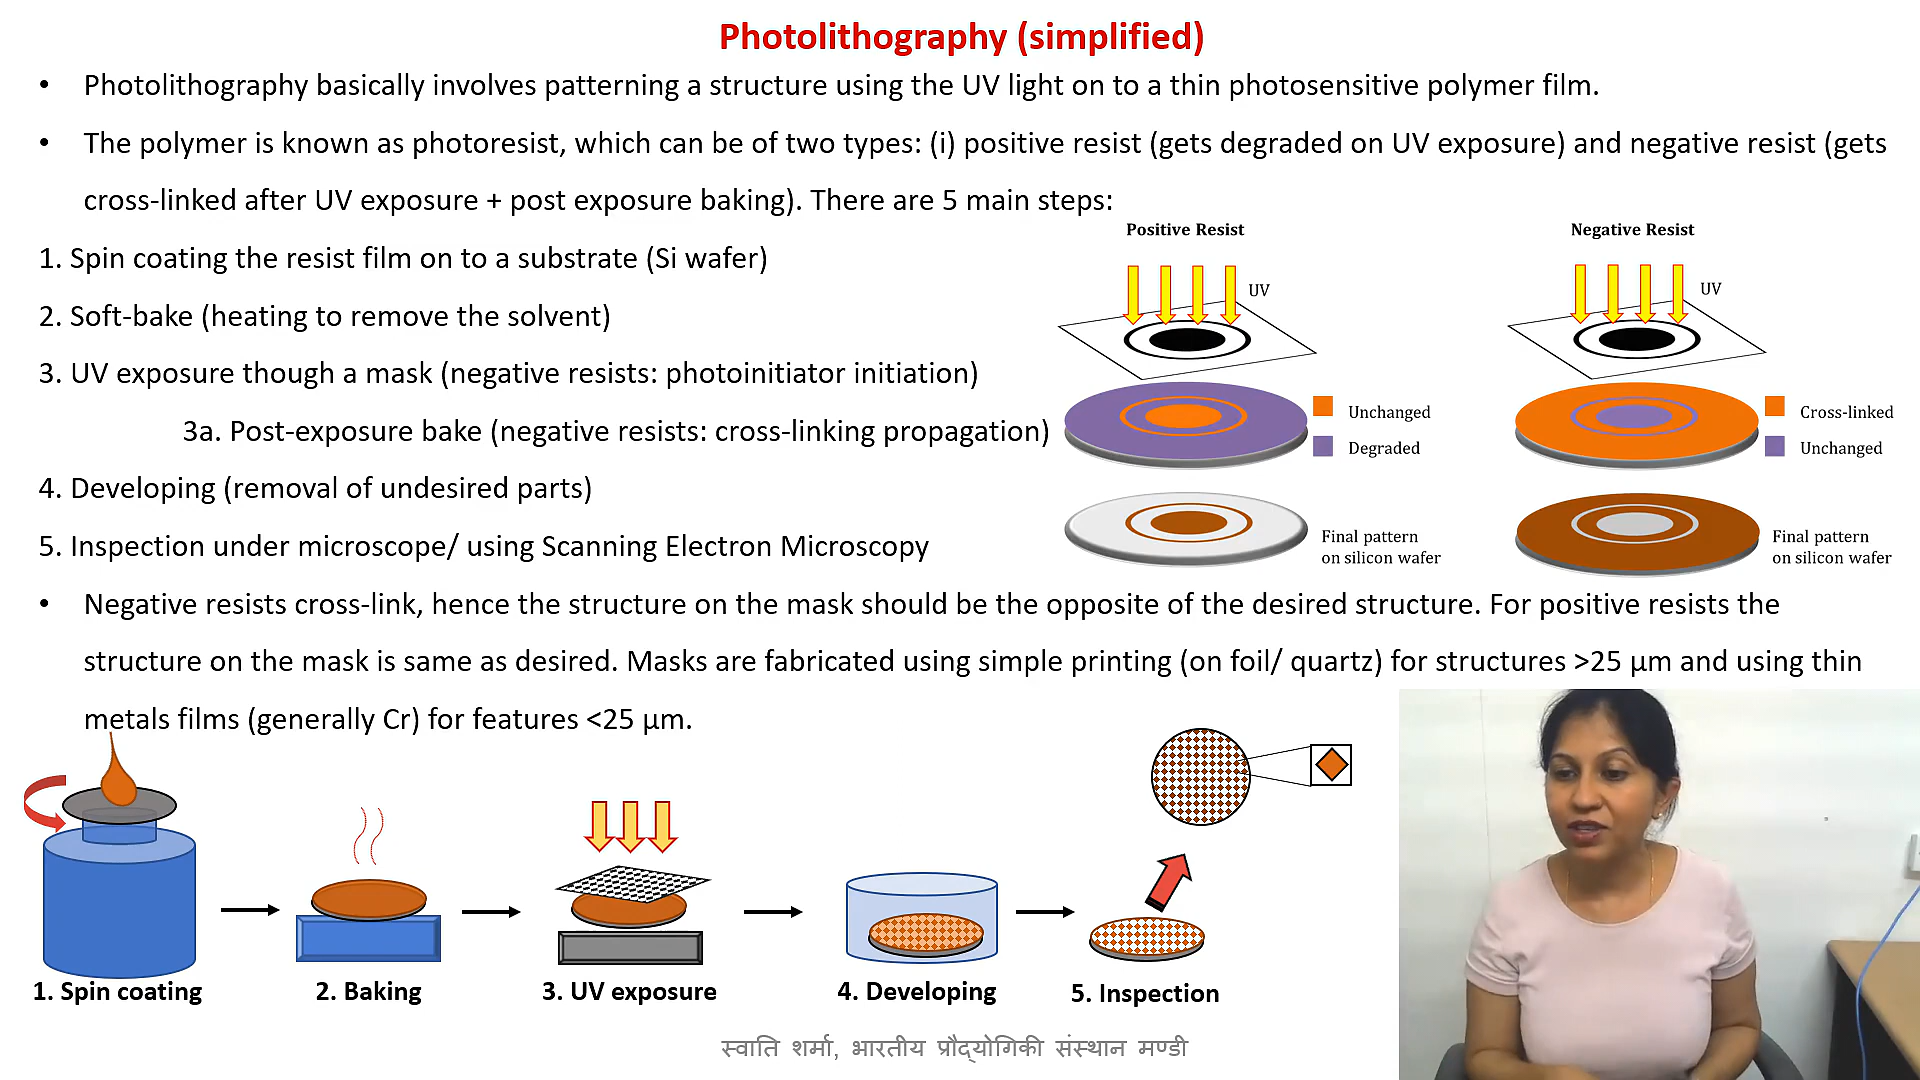 Photolithography (simplified)
• Photolithography basically involves patterning a structure using the UV light on to a thin photosensitive polymer film.
• The polymer is known as photoresist, which can be of two types: (i) positive resist (gets degraded on UV exposure) and negative resist (gets
cross-linked after UV exposure + post exposure baking). There are 5 main steps:
1. Spin coating the resist film on to a substrate (Si wafer)
2. Soft-bake (heating to remove the solvent)
3. UV exposure though a mask (negative resists: photoinitiator initiation)
3a. Post-exposure bake (negative resists: cross-linking propagation)
4. Developing (removal of undesired parts)
5. Inspection under microscope/ using Scanning Electron Microscopy
Positive Resist
UV
Unchanged
Degraded
Final pattern
on silicon wafer
Negative Resist
UV
Cross-linked
Unchanged
Final pattern
on silicon wafer
• Negative resists cross-link, hence the structure on the mask should be the opposite of the desired structure. For positive resists the
structure on the mask is same as desired. Masks are fabricated using simple printing (on foil/ quartz) for structures >25 µm and using thin
metals films (generally Cr) for features <25 µm.
1. Spin coating
2. Baking
3. UV exposure
4. Developing
5. Inspection
स्वाति शर्मा, भारतीय प्रौद्योगिकी संस्थान मण्डी